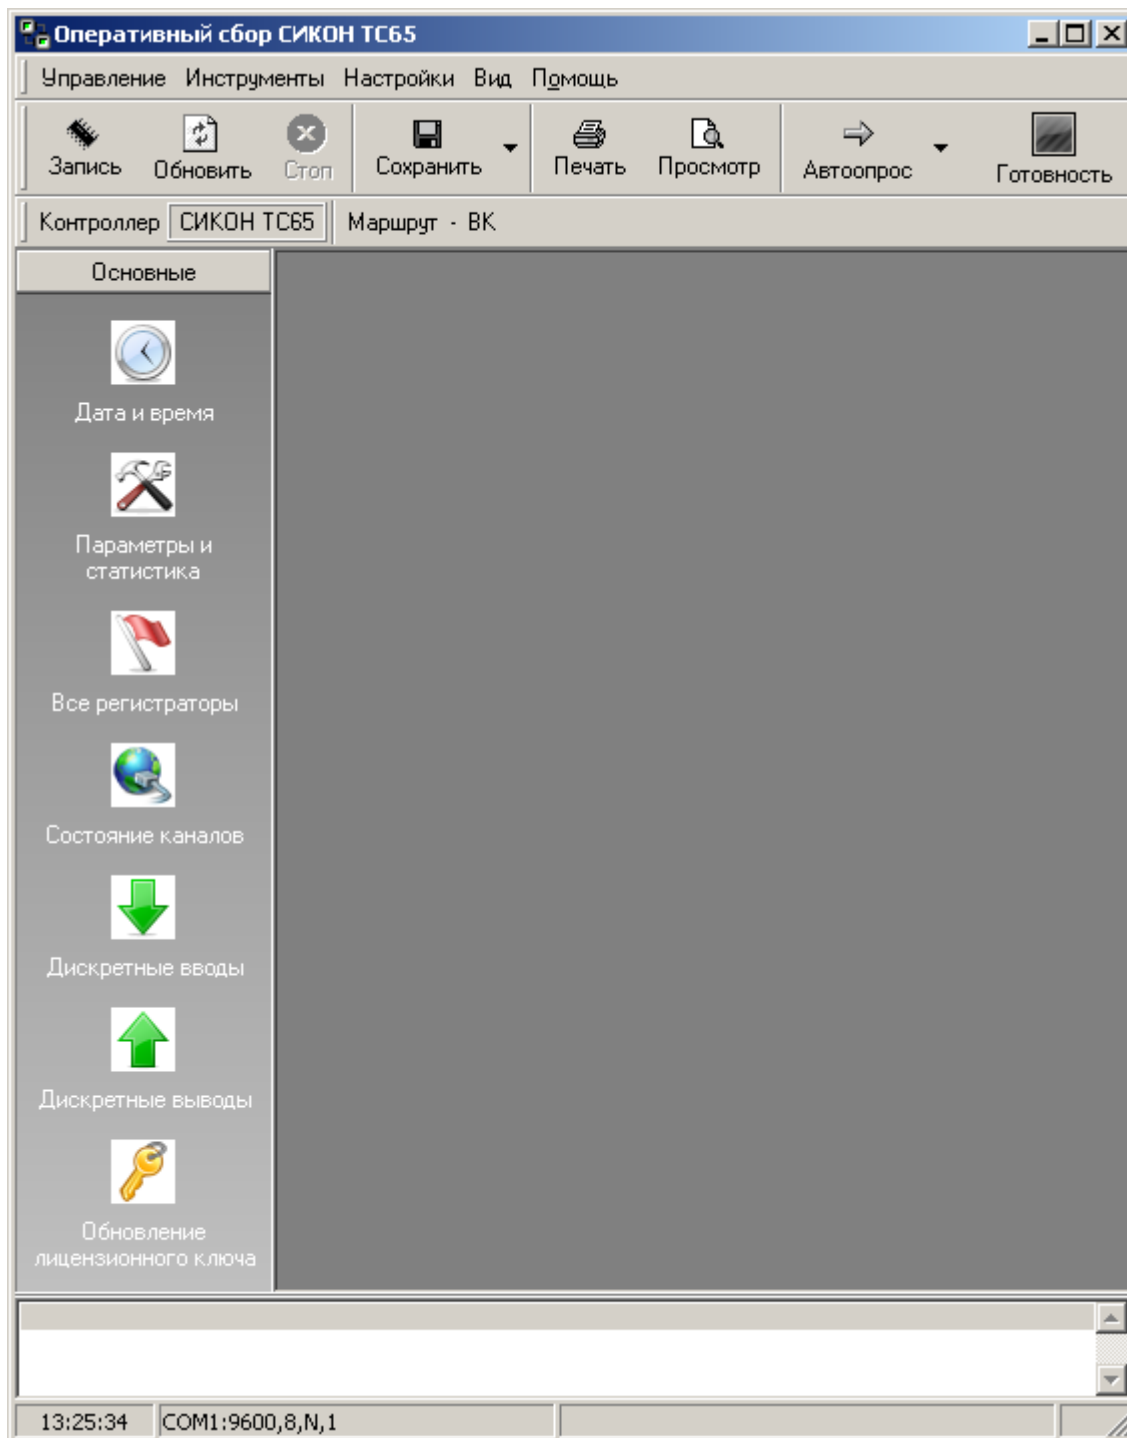 Оперативный сбор СИКОН ТС65
Управление Инструменты Настройки Вид Помощь
Запись Обновить Стоп Сохранить Печать Просмотр Автоопрос Готовность
Контроллер СИКОН ТС65 Маршрут - ВК
Основные
Дата и время
Параметры и
статистика
Все регистраторы
Состояние каналов
Дискретные вводы
Дискретные выводы
Обновление
лицензионного ключа
13:25:34 COM1:9600,8,N,1